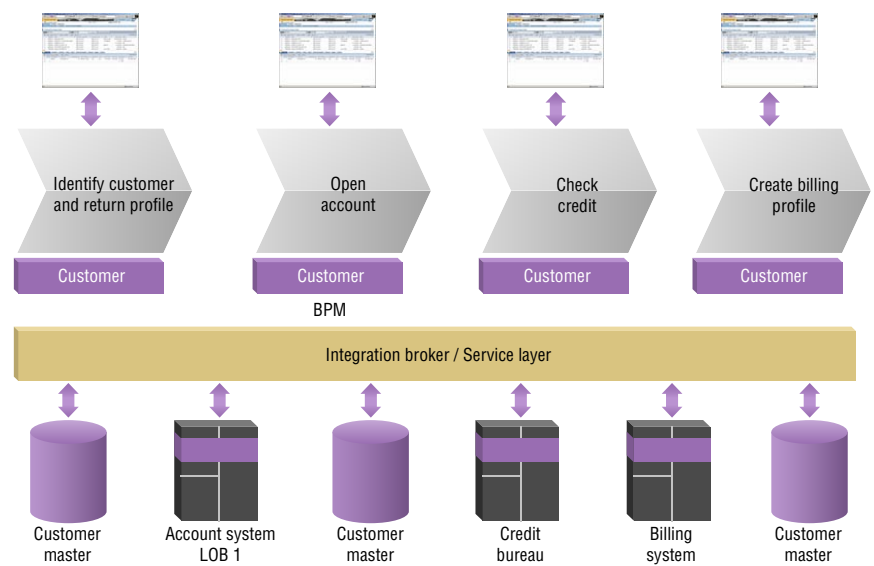 Identify customer
and return profile
Open
account
Check
credit
Create billing
profile
Customer
Customer
Customer
Customer
BPM
Integration broker / Service layer
Customer
master
Account system
LOB 1
Customer
master
Credit
bureau
Billing
system
Customer
master